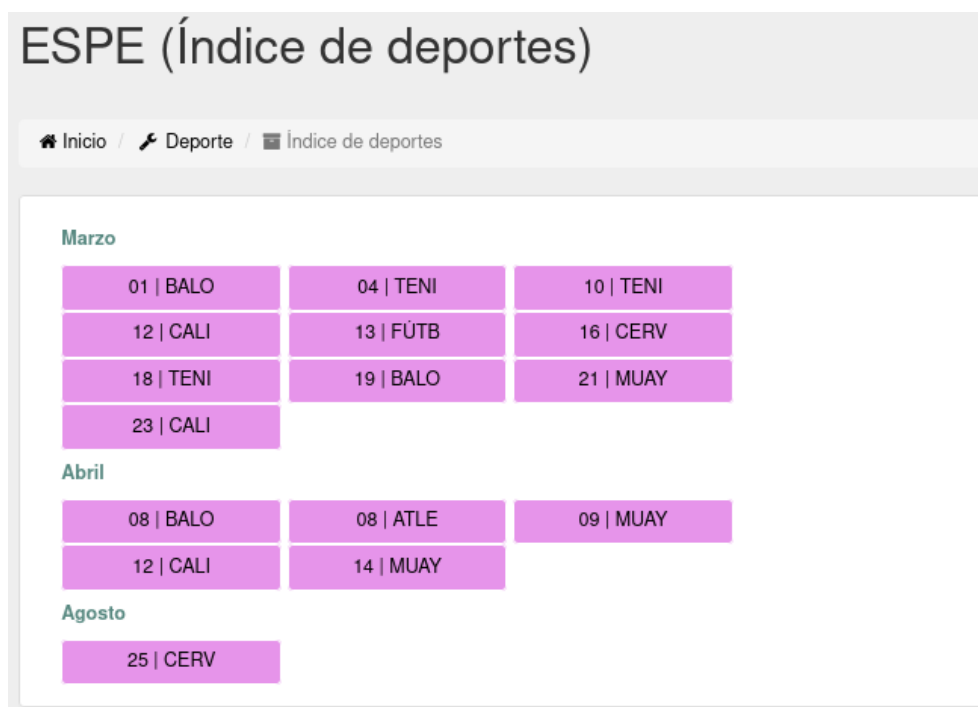 ESPE (Índice de deportes)
Inicio / Deporte / Índice de deportes
Marzo
01 | BALO 04 | TENI 10 | TENI
12 | CALI 13 | FÚTB 16 | CERV
18 | TENI 19 | BALO 21 | MUAY
23 | CALI
Abril
08 | BALO 08 | ATLE 09 | MUAY
12 | CALI 14 | MUAY
Agosto
25 | CERV